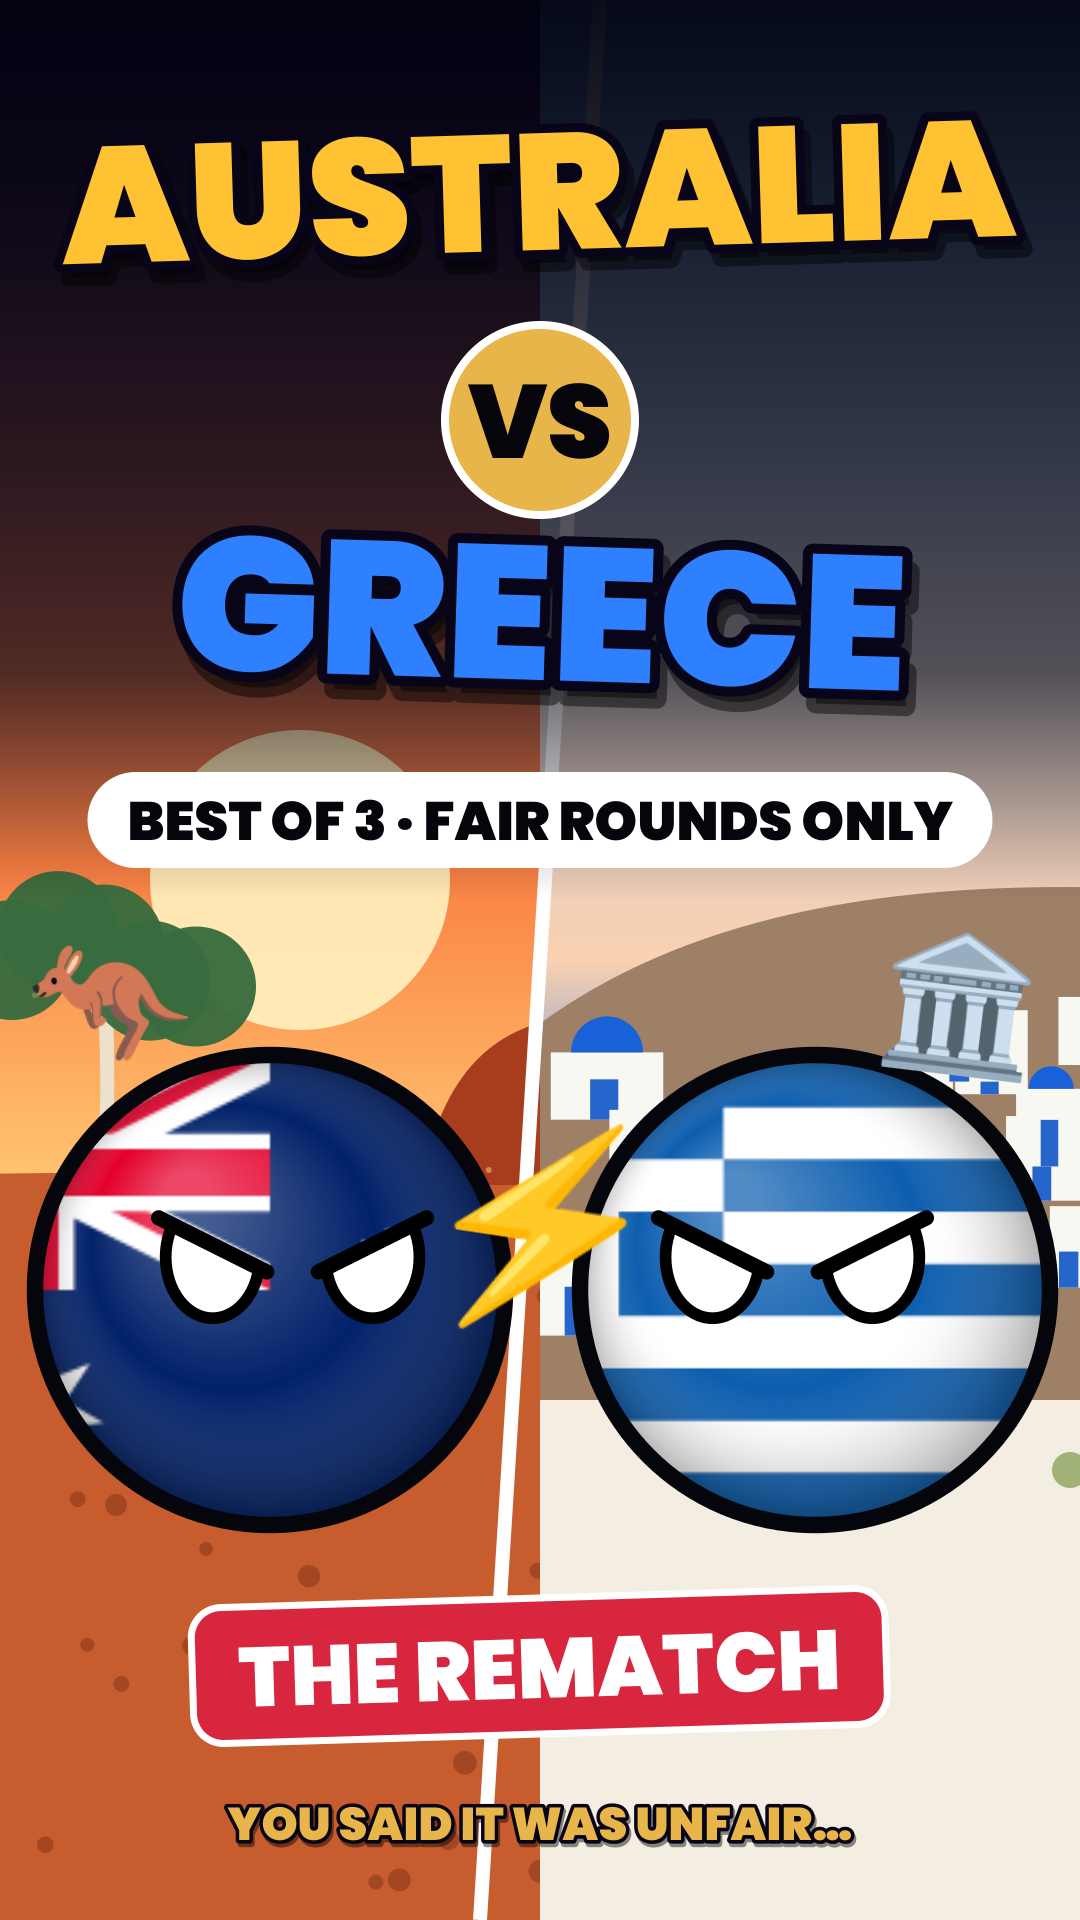 AUSTRALIA
VS
GREECE
BEST OF 3 • FAIR ROUNDS ONLY
THE REMATCH
YOU SAID IT WAS UNFAIR...